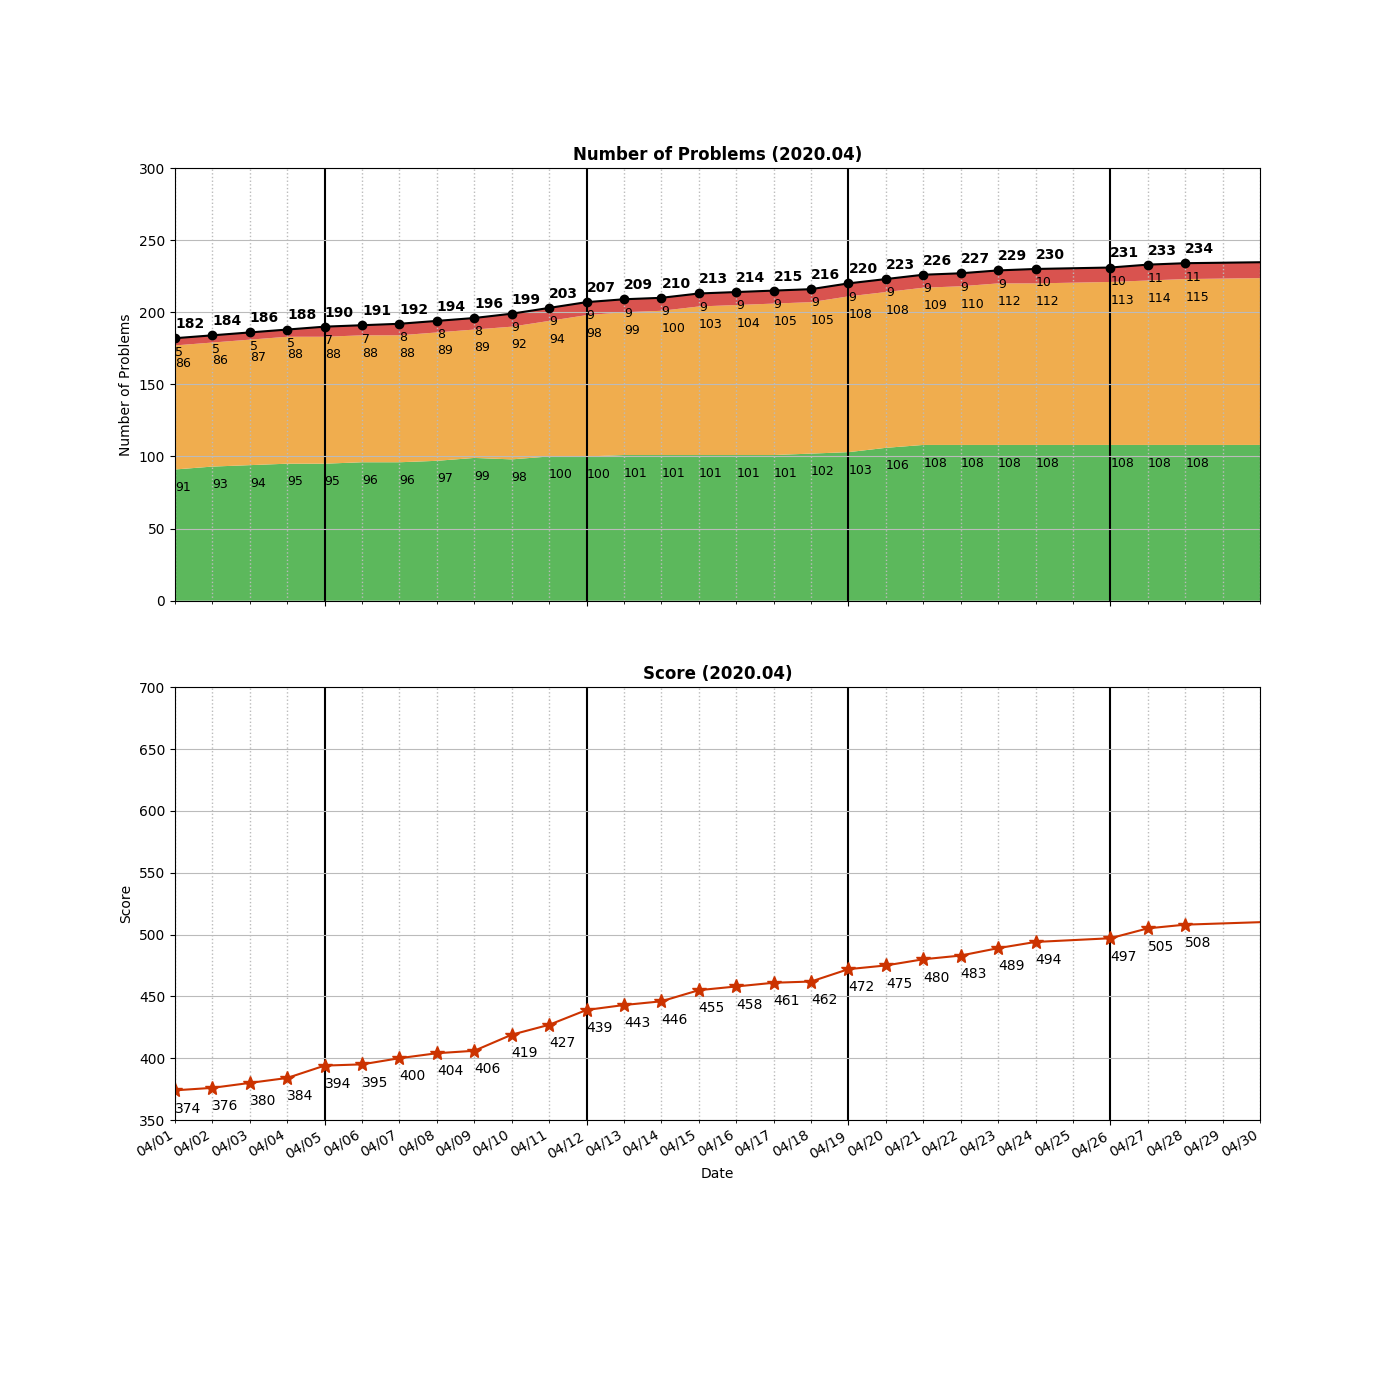 Number of Problems (2020.04)
Number of Problems
300
250
200
150
100
50
0
182 184 186 188 190 191 192 194 196 199 203 207 209 210 213 214 215 216 220 223 226 227 229 230 231 233 234
5 5 5 5 7 7 8 8 8 9 9 9 9 9 9 9 9 9 9 9 9 9 9 10 10 11 11
86 86 87 88 88 88 88 89 89 92 94 98 99 100 103 104 105 105 108 108 109 110 112 112 113 114 115
91 93 94 95 95 96 96 97 99 98 100 100 101 101 101 101 101 102 103 106 108 108 108 108 108 108 108
Score (2020.04)
Score
700
650
600
550
500
450
400
350
374 376 380 384 394 395 400 404 406 419 427 439 443 446 455 458 461 462 472 475 480 483 489 494 497 505 508
04/01 04/02 04/03 04/04 04/05 04/06 04/07 04/08 04/09 04/10 04/11 04/12 04/13 04/14 04/15 04/16 04/17 04/18 04/19 04/20 04/21 04/22 04/23 04/24 04/25 04/26 04/27 04/28 04/29 04/30
Date